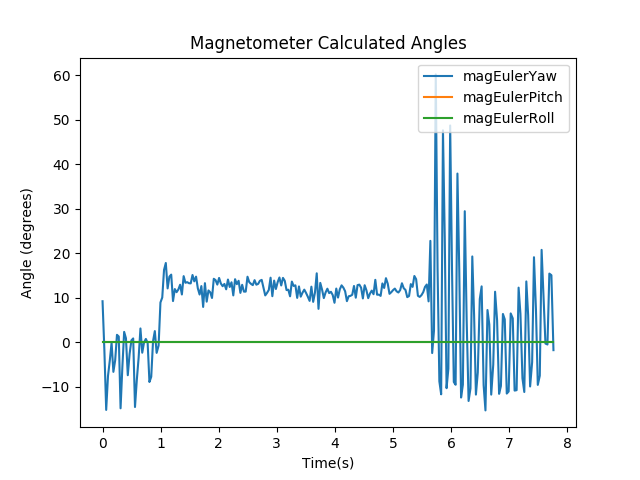 Magnetometer Calculated Angles
magEulerYaw
magEulerPitch
magEulerRoll
Angle (degrees)
60
50
40
30
20
10
0
−10
0 1 2 3 4 5 6 7 8
Time(s)